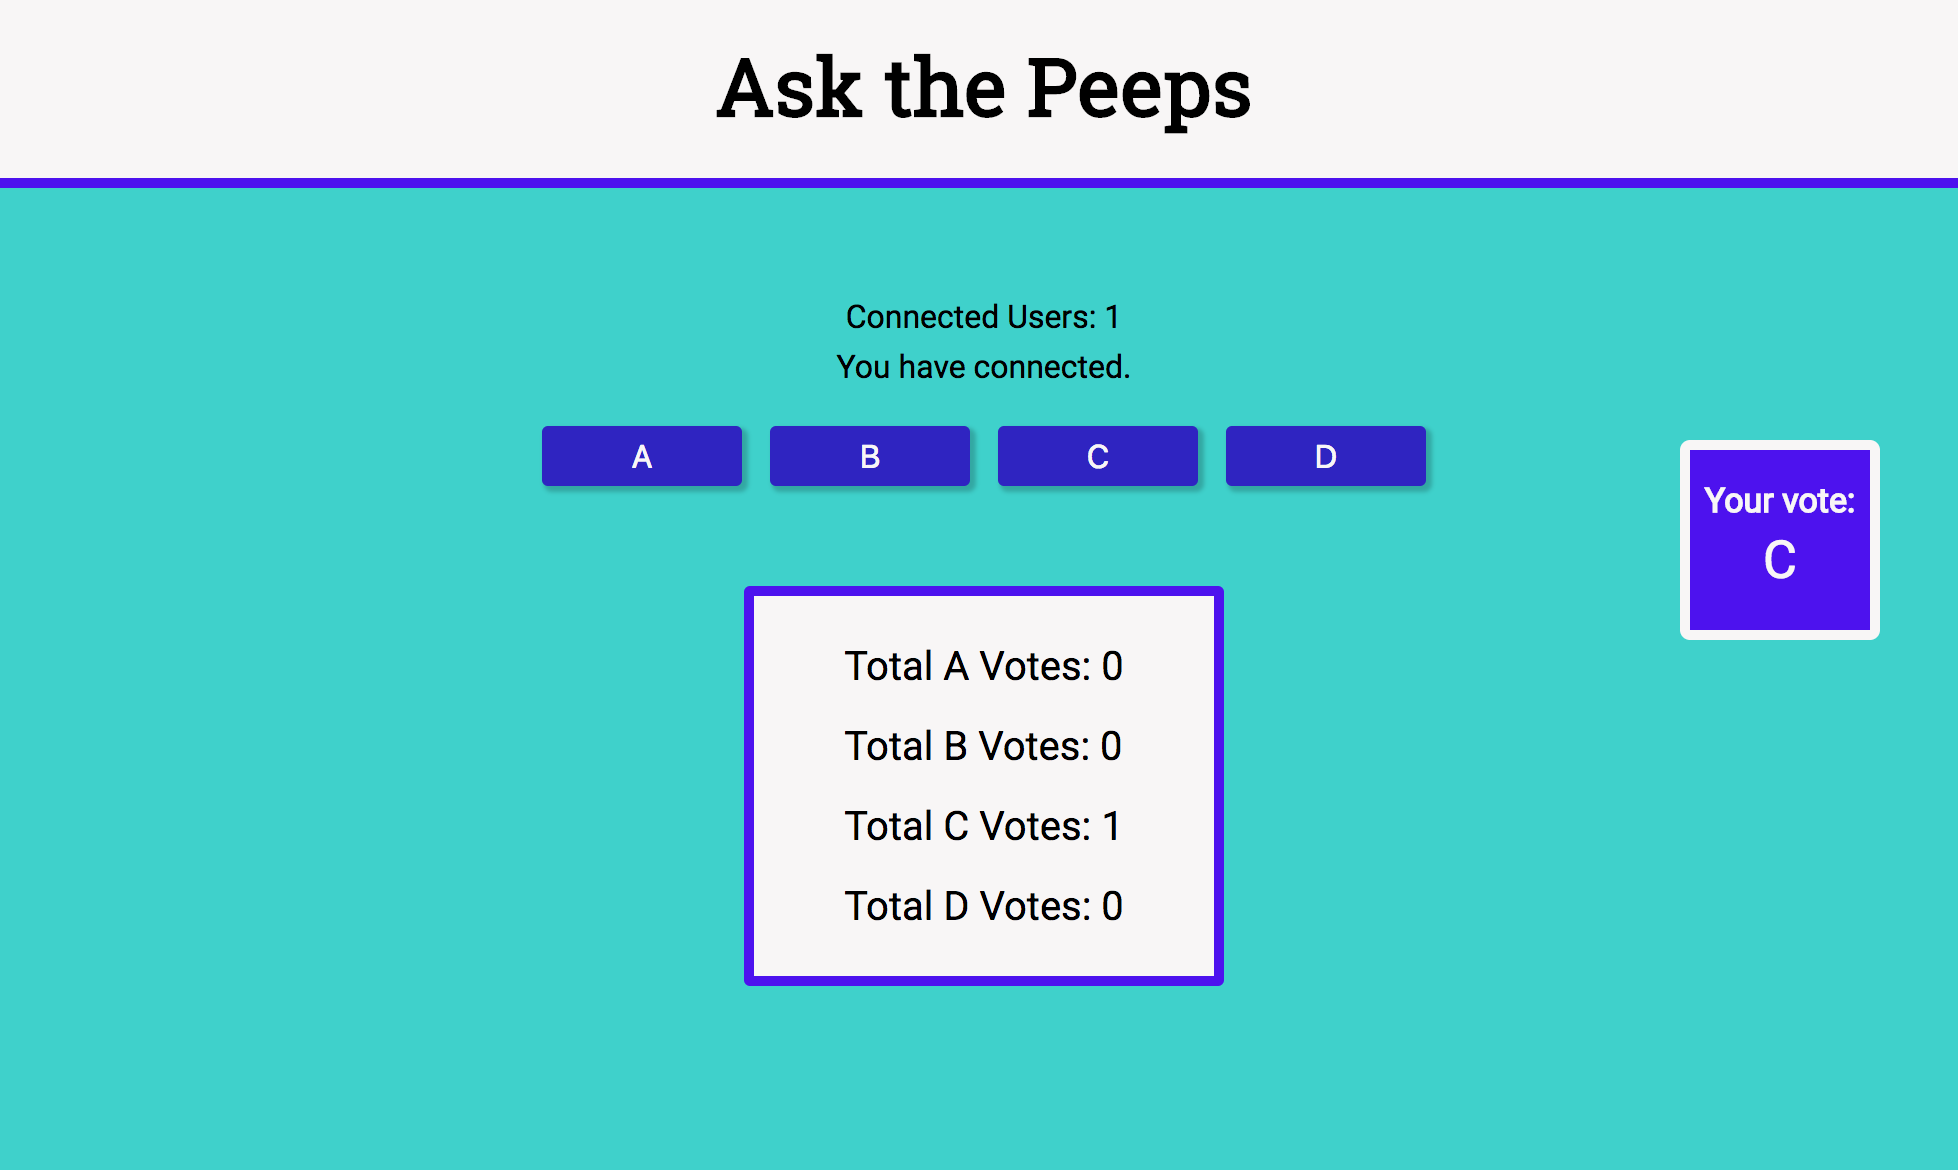 Ask the Peeps
Connected Users: 1
You have connected.
A
B
C
D
Your vote:
C
Total A Votes: 0
Total B Votes: 0
Total C Votes: 1
Total D Votes: 0